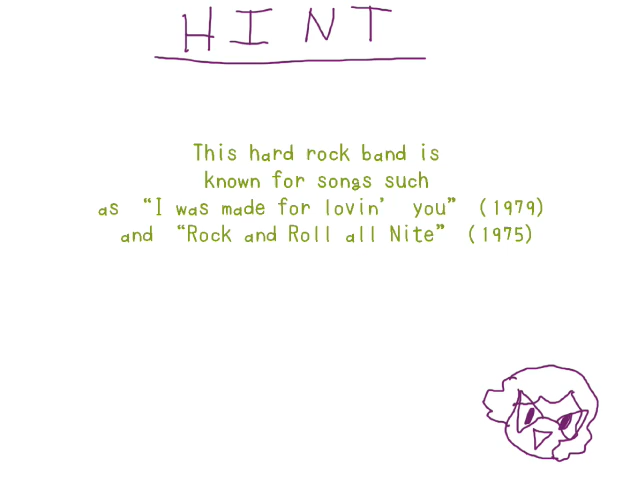 HINT
This hard rock band is
known for songs such
as “I was made for lovin’ you” (1979)
and “Rock and Roll all Nite” (1975)